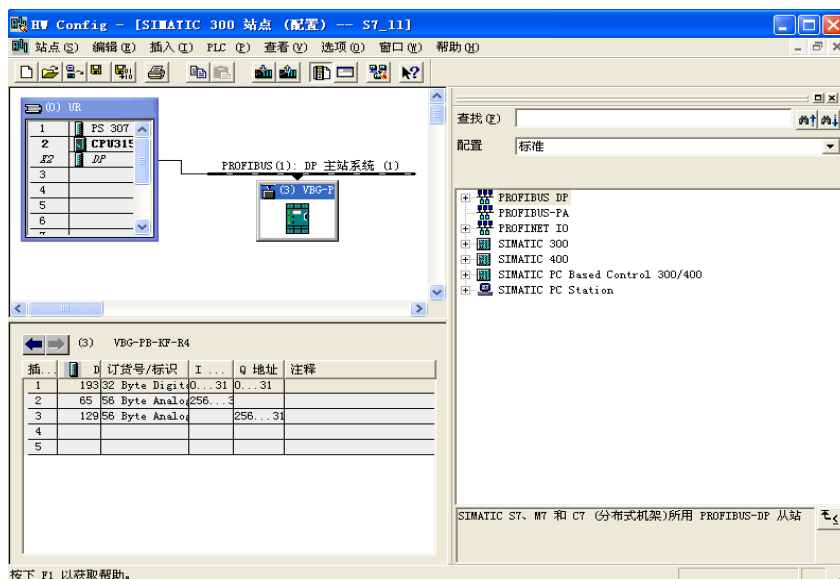 HW Config - [SIMATIC 300 站点 (配置) -- S7_11]
站点(S) 编辑(E) 插入(I) PLC (P) 查看(V) 选项(O) 窗口(W) 帮助(H)
(0) UR
1 PS 307
2 CPU315
X2 DP
3
4
5
6
7
PROFIBUS(1): DP 主站系统 (1)
(3) VBG-P
查找(F)
配置 标准
PROFIBUS DP
PROFIBUS-PA
PROFINET IO
SIMATIC 300
SIMATIC 400
SIMATIC PC Based Control 300/400
SIMATIC PC Station
(3) VBG-PB-KF-R4
插... D 订货号/标识 I ... Q 地址 注释
1 193 32 Byte Digit 0...31 0...31
2 65 56 Byte Analog 256...3
3 129 56 Byte Analog 256...31
4
5
SIMATIC S7、M7 和 C7 (分布式机架)所用 PROFIBUS-DP 从站
按下 F1 以获取帮助。